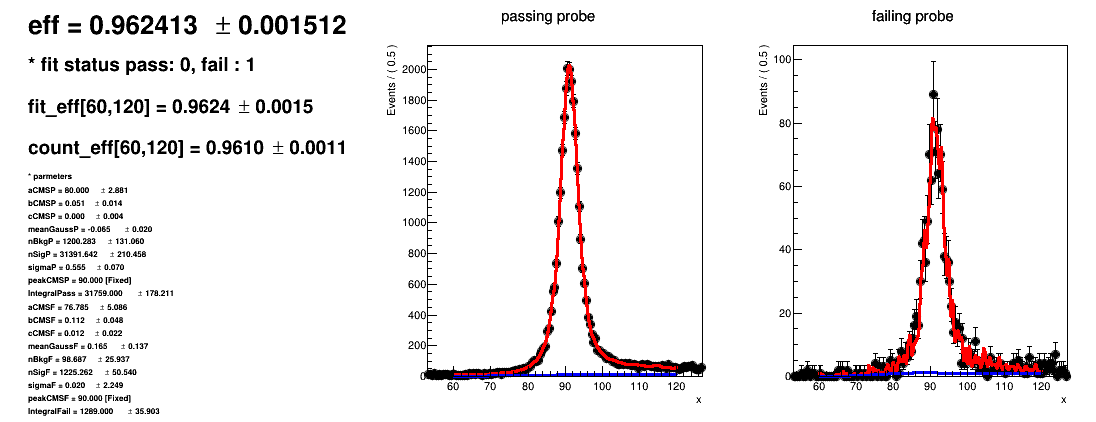 eff = 0.962413 ± 0.001512
* fit status pass: 0, fail : 1
fit_eff[60,120] = 0.9624 ± 0.0015
count_eff[60,120] = 0.9610 ± 0.0011
* parmeters
aCMSP = 80.000 ± 2.881
bCMSP = 0.051 ± 0.014
cCMSP = 0.000 ± 0.004
meanGaussP = -0.065 ± 0.020
nBkgP = 1200.283 ± 131.060
nSigP = 31391.642 ± 210.458
sigmaP = 0.555 ± 0.070
peakCMSP = 90.000 [Fixed]
IntegralPass = 31759.000 ± 178.211
aCMSF = 76.785 ± 5.086
bCMSF = 0.112 ± 0.048
cCMSF = 0.012 ± 0.022
meanGaussF = 0.165 ± 0.137
nBkgF = 98.687 ± 25.937
nSigF = 1225.262 ± 50.540
sigmaF = 0.020 ± 2.249
peakCMSF = 90.000 [Fixed]
IntegralFail = 1289.000 ± 35.903
passing probe
Events / ( 0.5 )
2000
1800
1600
1400
1200
1000
800
600
400
200
0
60 70 80 90 100 110 120
x
failing probe
Events / ( 0.5 )
100
80
60
40
20
0
60 70 80 90 100 110 120
x